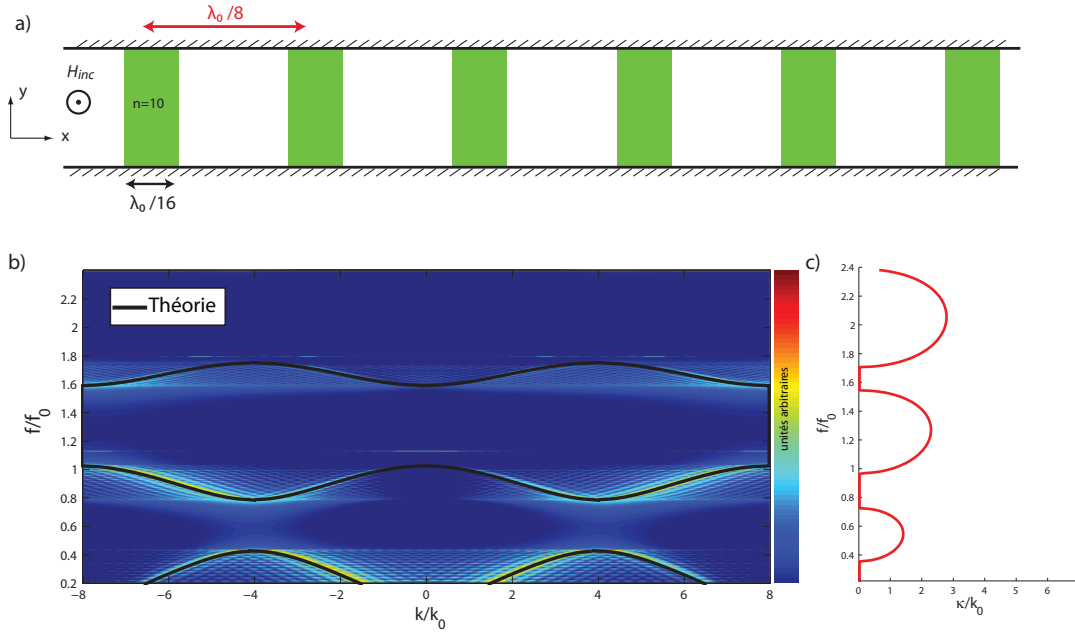 a)
λ₀/8
H_inc
y
x
n=10
λ₀/16
b)
Théorie
2.2
2
1.8
1.6
1.4
1.2
1
0.8
0.6
0.4
0.2
f/f₀
−8
−6
−4
−2
0
2
4
6
8
k/k₀
unités arbitraires
c)
2.4
2.2
2
1.8
1.6
1.4
1.2
1
0.8
0.6
0.4
f/f₀
0
1
2
3
4
5
6
κ/k₀